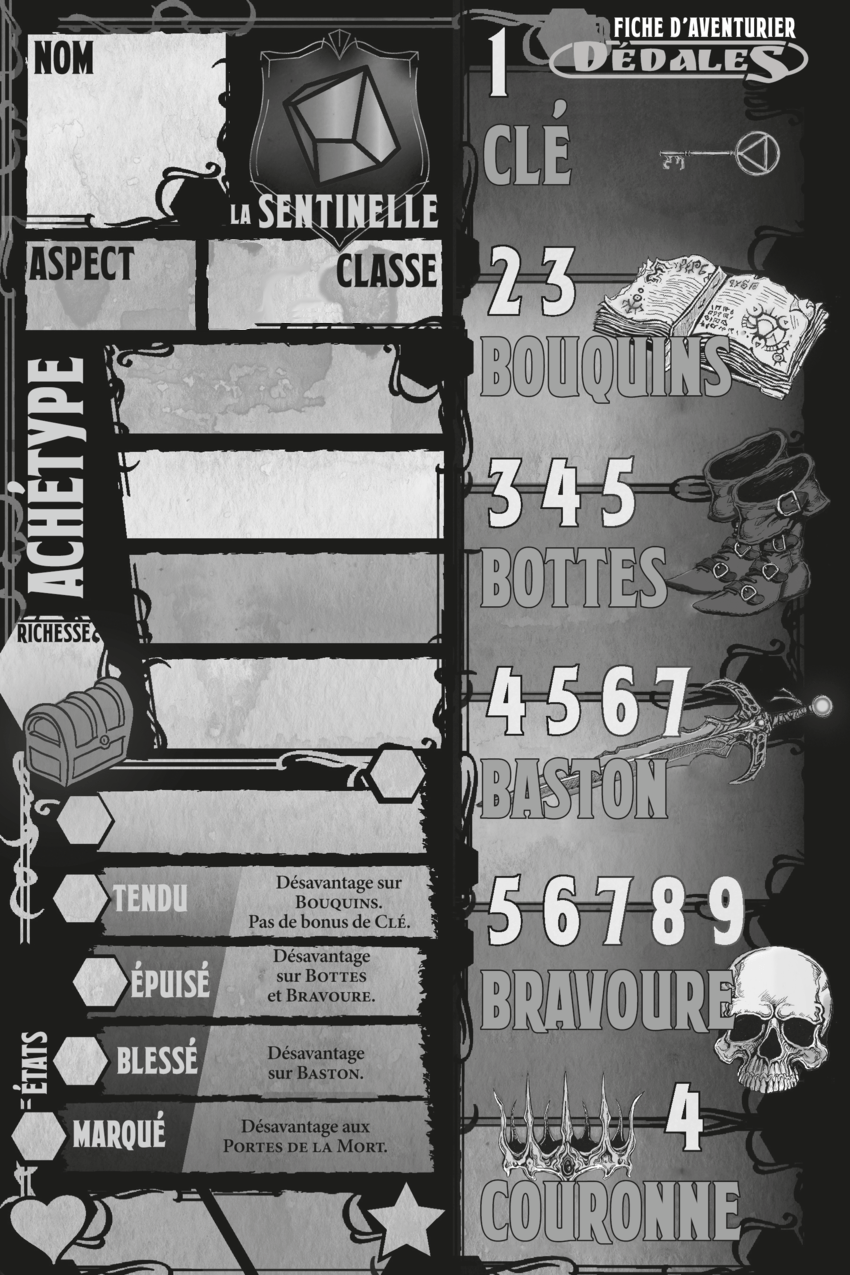 FICHE D'AVENTURIER
DÉDALES
NOM
LA SENTINELLE
ASPECT
CLASSE
ACHÉTYPE
RICHESSE
TENDU
Désavantage sur
BOUQUINS.
Pas de bonus de CLÉ.
ÉPUISÉ
Désavantage
sur BOTTES
et BRAVOURE.
ÉTATS
BLESSÉ
Désavantage
sur BASTON.
MARQUÉ
Désavantage aux
PORTES DE LA MORT.
1
CLÉ
2 3
BOUQUINS
3 4 5
BOTTES
4 5 6 7
BASTON
5 6 7 8 9
BRAVOURE
4
COURONNE